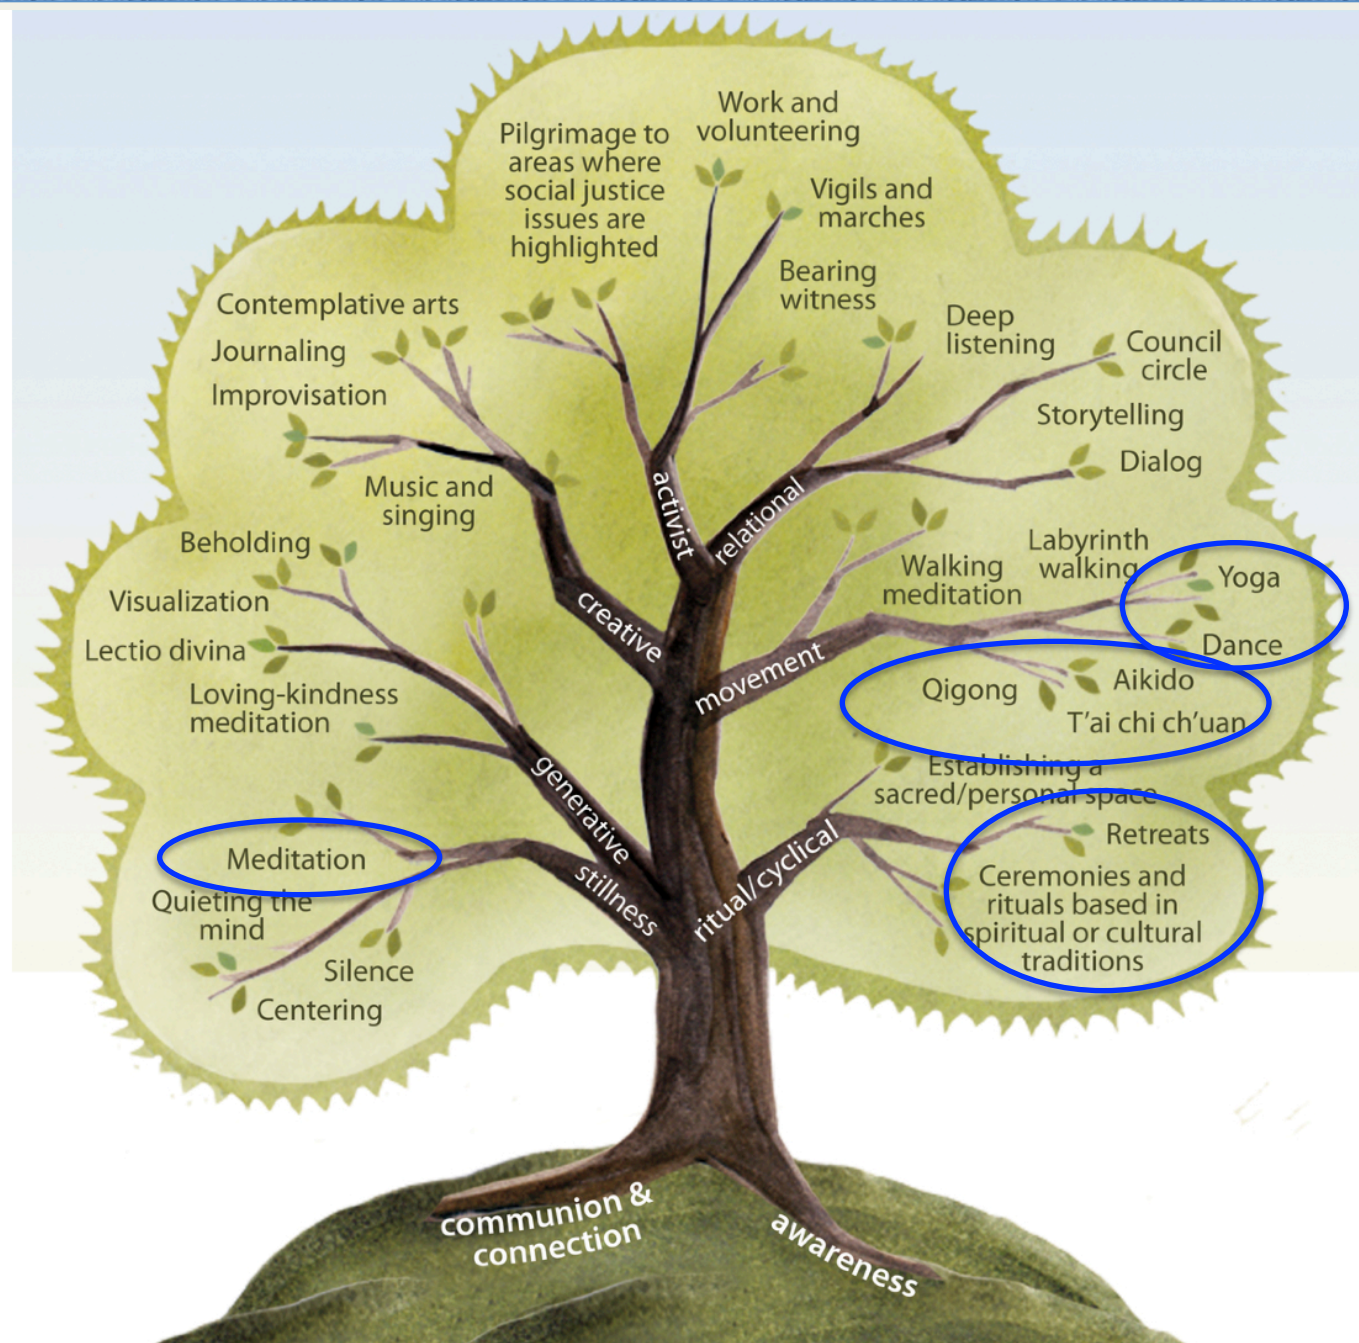 Work and
volunteering
Pilgrimage to
areas where
social justice
issues are
highlighted
Vigils and
marches
Bearing
witness
Contemplative arts
Journaling
Improvisation
Music and
singing
Deep
listening
Council
circle
Storytelling
Dialog
activist
relational
Beholding
Visualization
Lectio divina
Loving-kindness
meditation
creative
movement
Walking
meditation
Labyrinth
walking
Yoga
Dance
Qigong
Aikido
T'ai chi ch'uan
Establishing a
sacred/personal space
generative
stillness
ritual/cyclical
Retreats
Ceremonies and
rituals based in
spiritual or cultural
traditions
Meditation
Quieting the
mind
Silence
Centering
communion &
connection
awareness